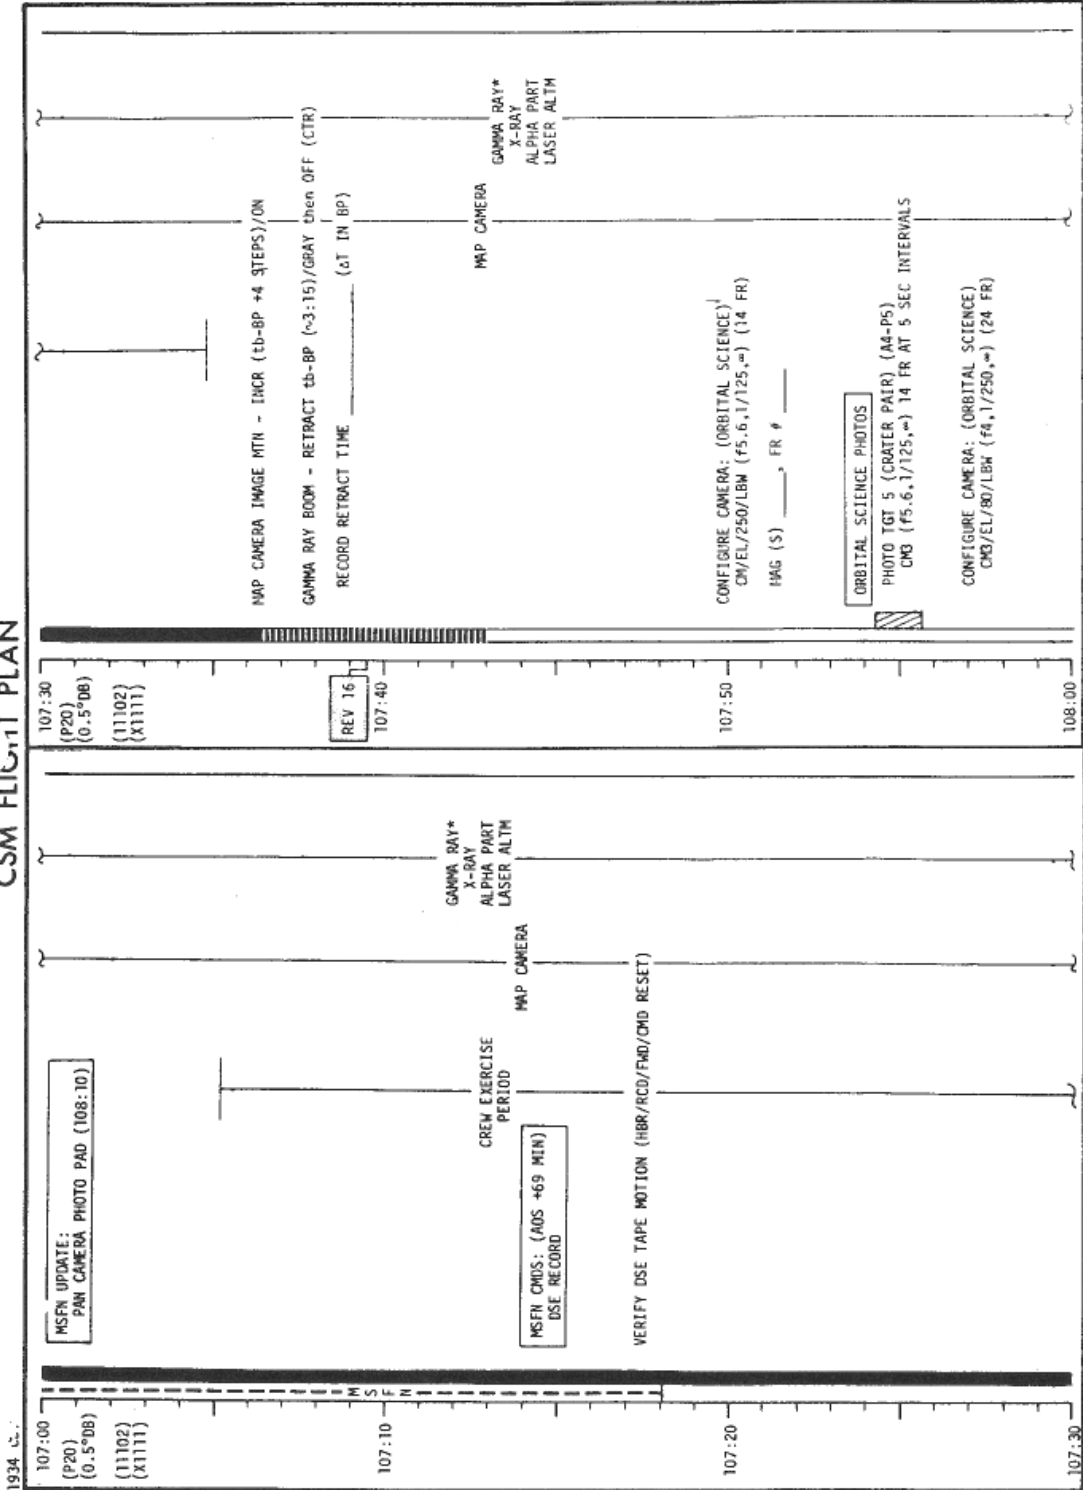 CSM FLIGHT PLAN
1934
107:00
(P20)
(0.5°DB)
(11102)
(X1111)
107:10
107:20
107:30
MSFN
MSFN UPDATE:
PAN CAMERA PHOTO PAD (108:10)
CREW EXERCISE
PERIOD
MSFN CMDS: (AOS +69 MIN)
DSE RECORD
VERIFY DSE TAPE MOTION (HBR/RCD/FWD/CMD RESET)
MAP CAMERA
GAMMA RAY*
X-RAY
ALPHA PART
LASER ALTM
107:30
(P20)
(0.5°DB)
(11102)
(X1111)
REV 16
107:40
107:50
108:00
MAP CAMERA IMAGE MTN - INCR (tb-BP +4 STEPS)/ON
GAMMA RAY BOOM - RETRACT tb-BP (~3:15)/GRAY then OFF (CTR)
RECORD RETRACT TIME ________ (ΔT IN BP)
MAP CAMERA
GAMMA RAY*
X-RAY
ALPHA PART
LASER ALTM
CONFIGURE CAMERA: (ORBITAL SCIENCE)
CM/EL/250/LBW (f5.6,1/125,∞) (14 FR)
MAG (S) ____, FR # ____
ORBITAL SCIENCE PHOTOS
PHOTO TGT 5 (CRATER PAIR) (A4-P5)
CM3 (f5.6,1/125,∞) 14 FR AT 5 SEC INTERVALS
CONFIGURE CAMERA: (ORBITAL SCIENCE)
CM3/EL/80/LBW (f4,1/250,∞) (24 FR)